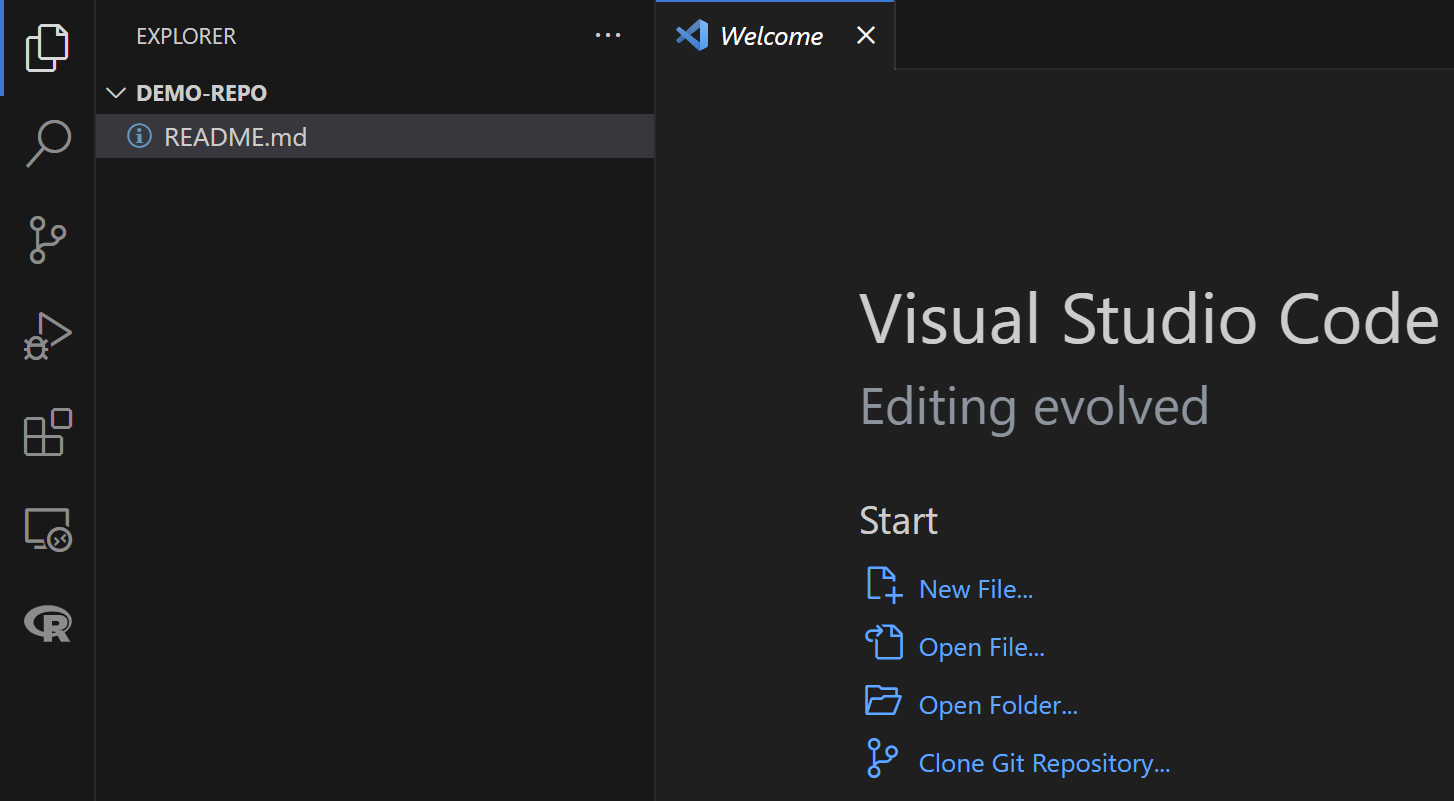 EXPLORER
DEMO-REPO
README.md
Welcome
Visual Studio Code
Editing evolved
Start
New File...
Open File...
Open Folder...
Clone Git Repository...